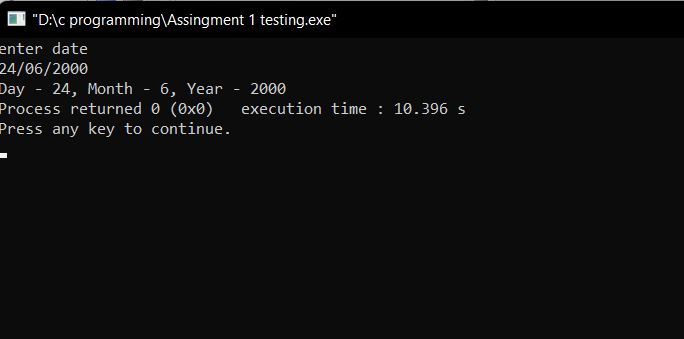 "D:\c programming\Assingment 1 testing.exe"
enter date
24/06/2000
Day - 24, Month - 6, Year - 2000
Process returned 0 (0x0)   execution time : 10.396 s
Press any key to continue.